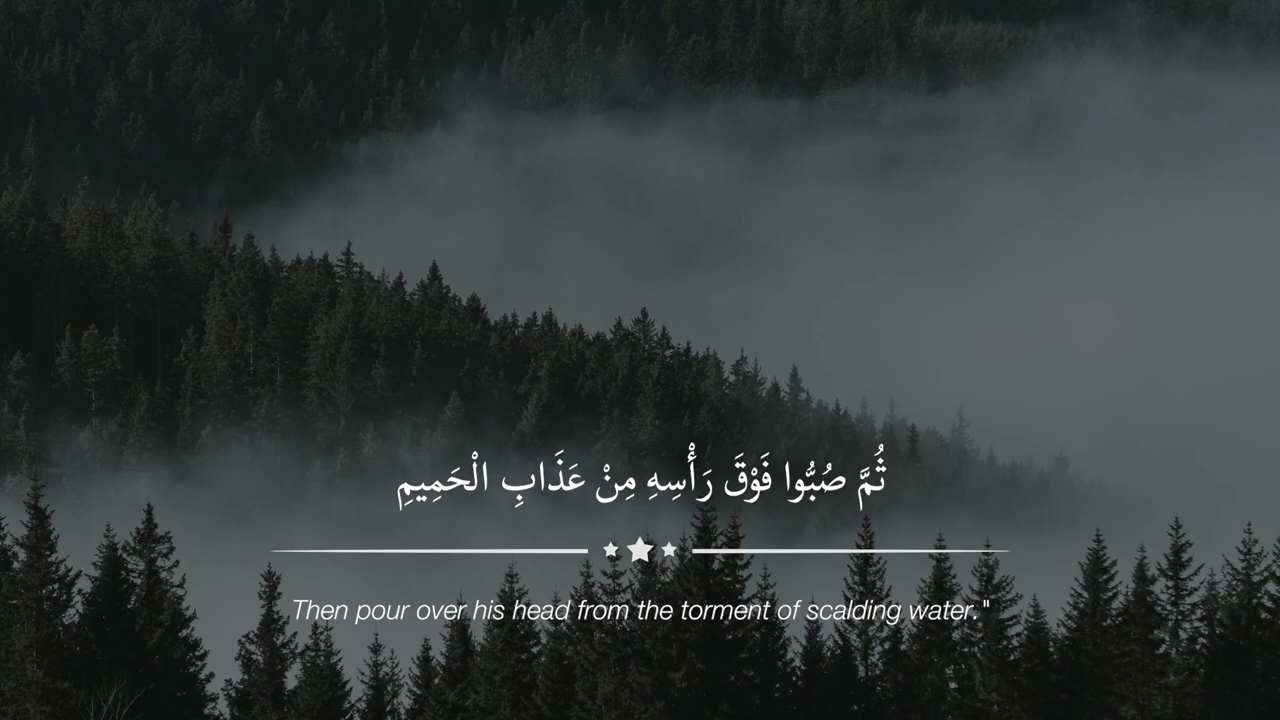 ثُمَّ صُبُّوا فَوْقَ رَأْسِهِ مِنْ عَذَابِ الْحَمِيمِ
Then pour over his head from the torment of scalding water."